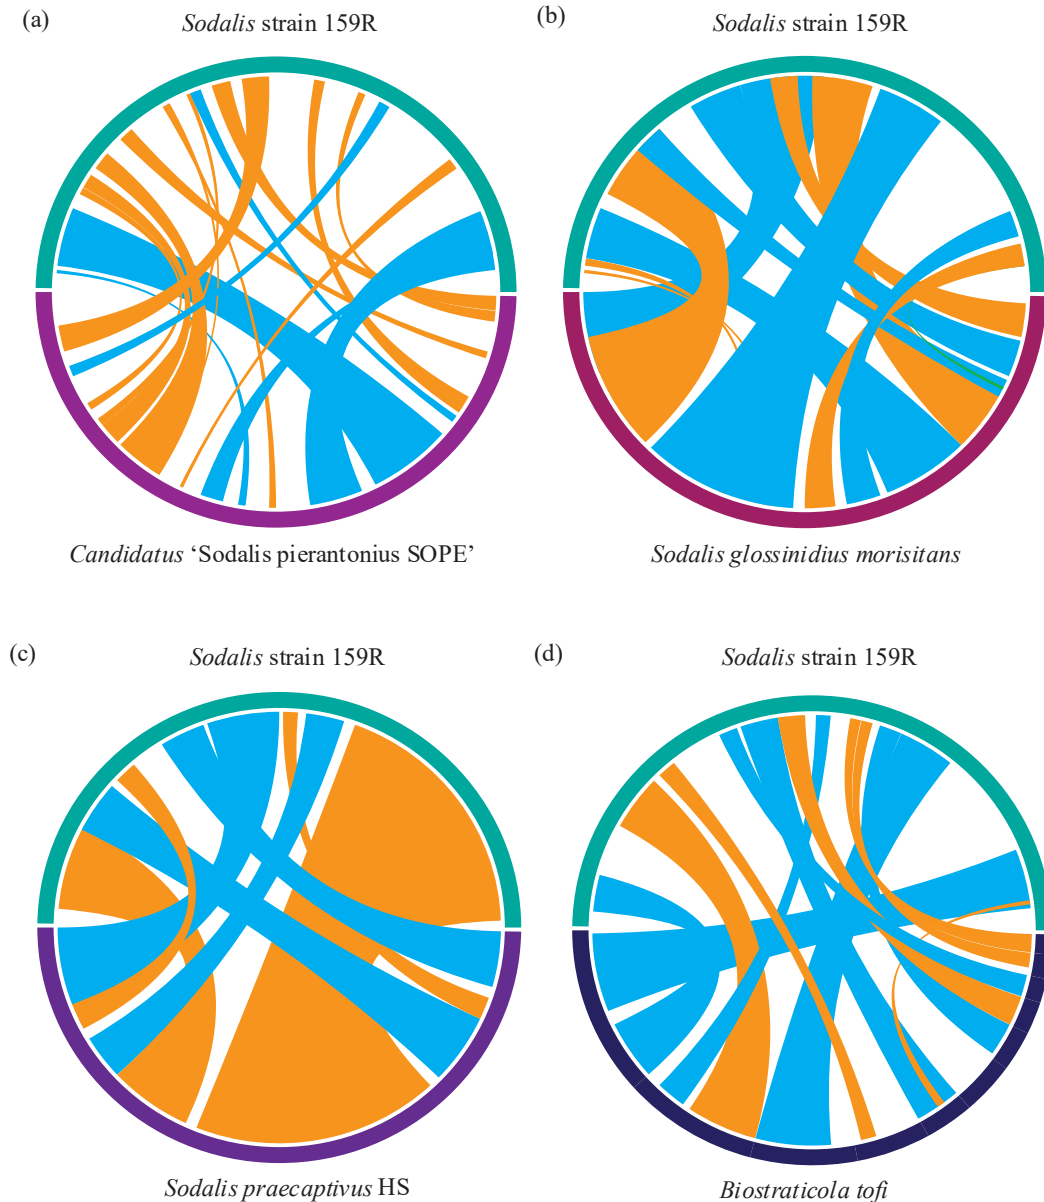 (a)
Sodalis strain 159R
Candidatus ‘Sodalis pierantonius SOPE’
(b)
Sodalis strain 159R
Sodalis glossinidius morisitans
(c)
Sodalis strain 159R
Sodalis praecaptivus HS
(d)
Sodalis strain 159R
Biostraticola tofi